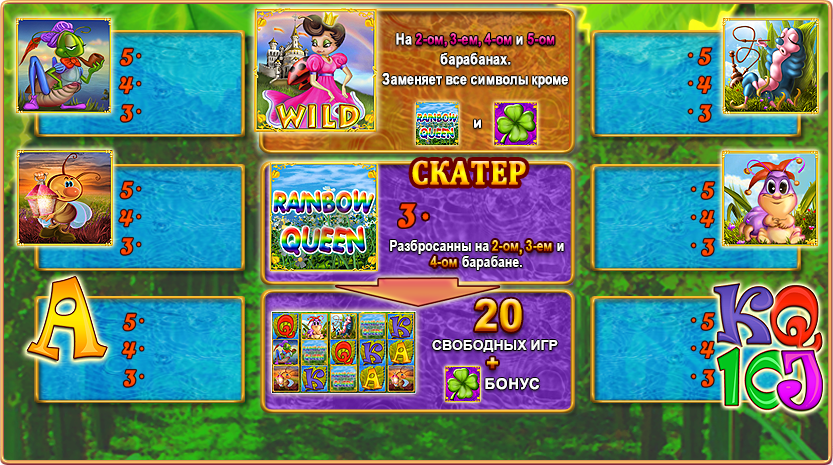 5·
4·
3·
WILD
На 2-ом, 3-ем, 4-ом и 5-ом
барабанах.
Заменяет все символы кроме
RAINBOW
QUEEN
и
·5
·4
·3
5·
4·
3·
RAINBOW
QUEEN
СКАТЕР
3·
Разбросанны на 2-ом, 3-ем и
4-ом барабане.
·5
·4
·3
A
5·
4·
3·
Q K
Q A
K A
20
СВОБОДНЫХ ИГР
+
БОНУС
·5
·4
·3
KQ
10J